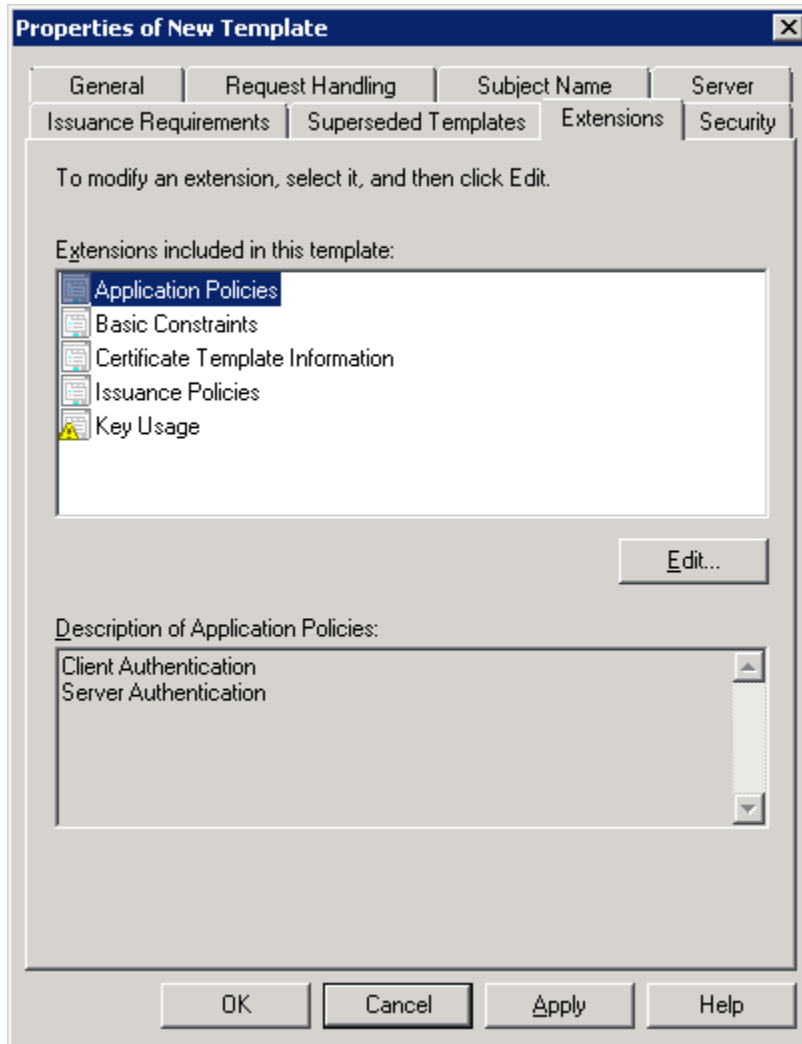 Properties of New Template
General Request Handling Subject Name Server
Issuance Requirements Superseded Templates Extensions Security
To modify an extension, select it, and then click Edit.
Extensions included in this template:
Application Policies
Basic Constraints
Certificate Template Information
Issuance Policies
Key Usage
Edit...
Description of Application Policies:
Client Authentication
Server Authentication
OK Cancel Apply Help